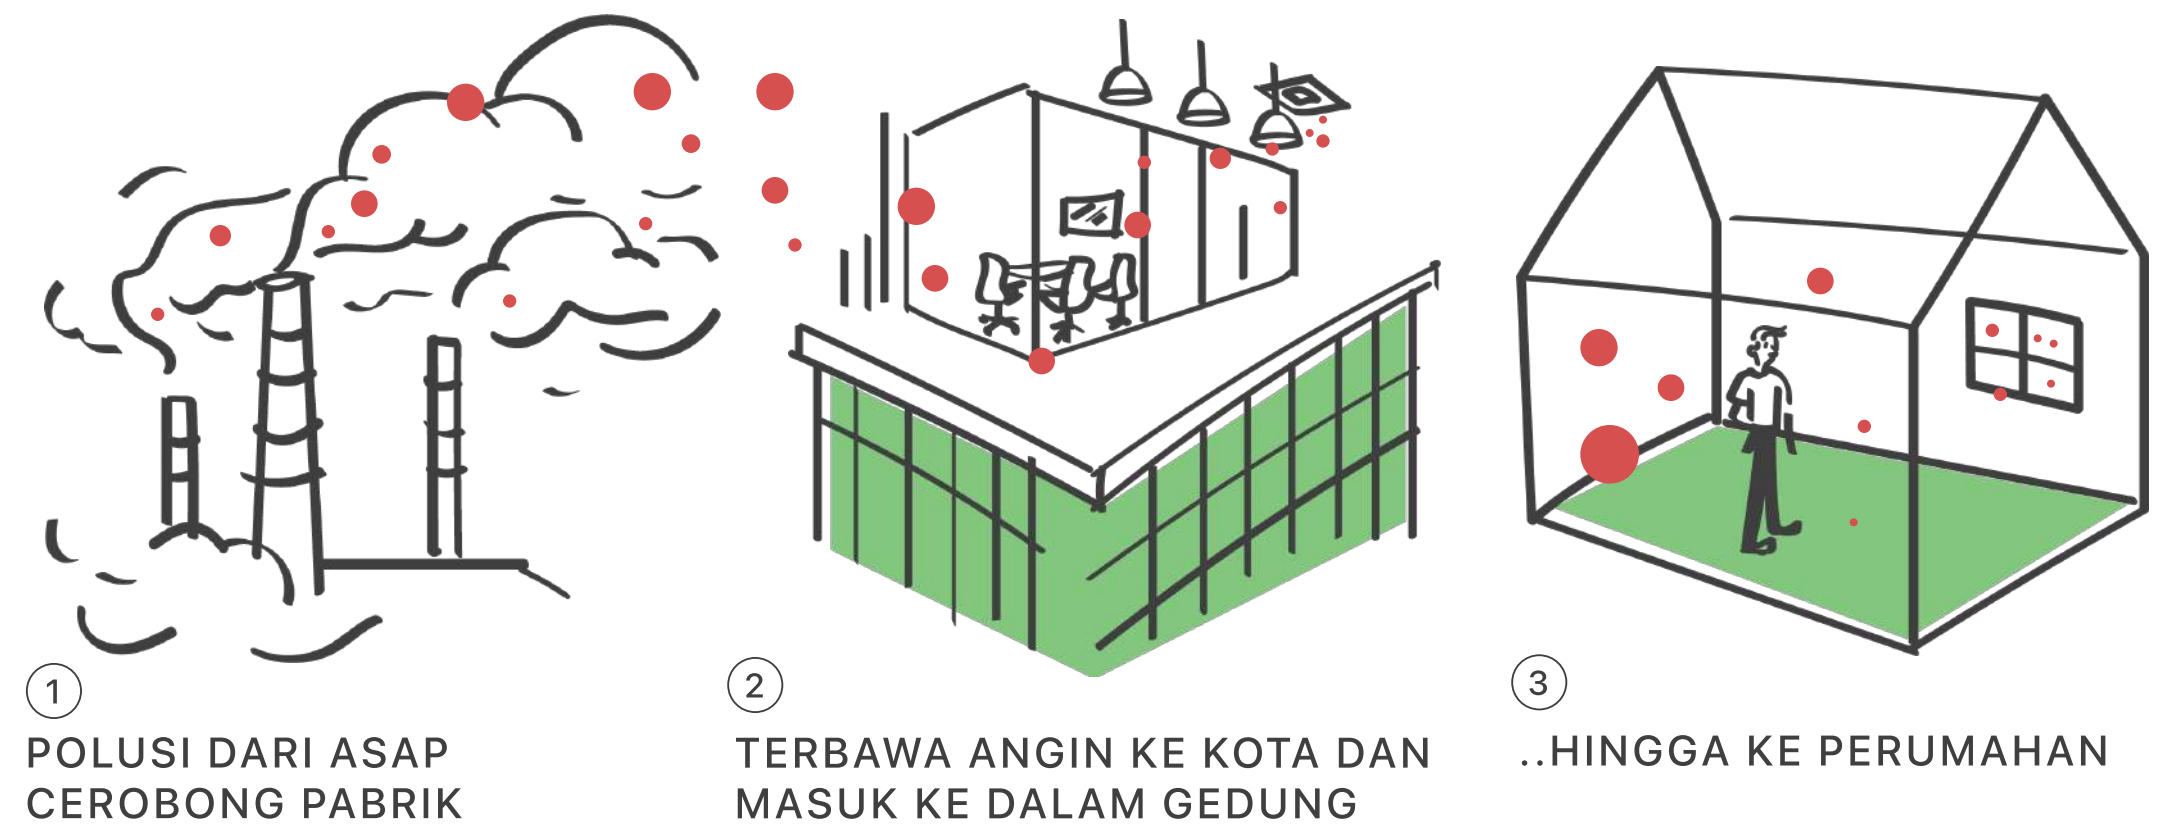 1
POLUSI DARI ASAP
CEROBONG PABRIK
2
TERBAWA ANGIN KE KOTA DAN
MASUK KE DALAM GEDUNG
3
..HINGGA KE PERUMAHAN